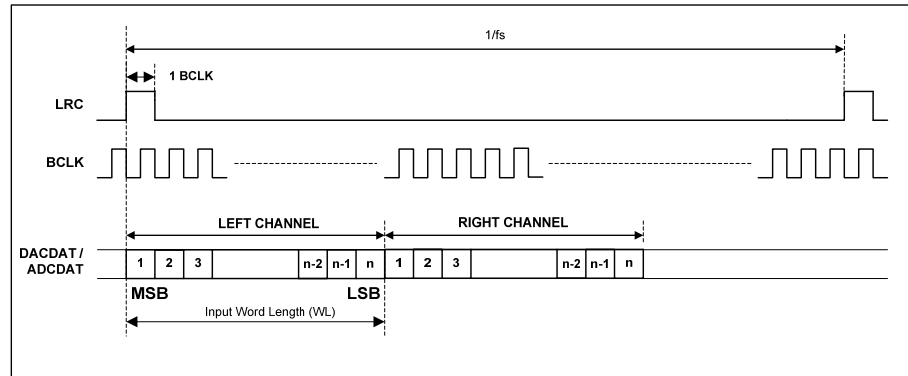 1/fs
1 BCLK
LRC
BCLK
LEFT CHANNEL RIGHT CHANNEL
DACDAT /
ADCDAT
1 2 3 n-2 n-1 n 1 2 3 n-2 n-1 n
MSB LSB
Input Word Length (WL)